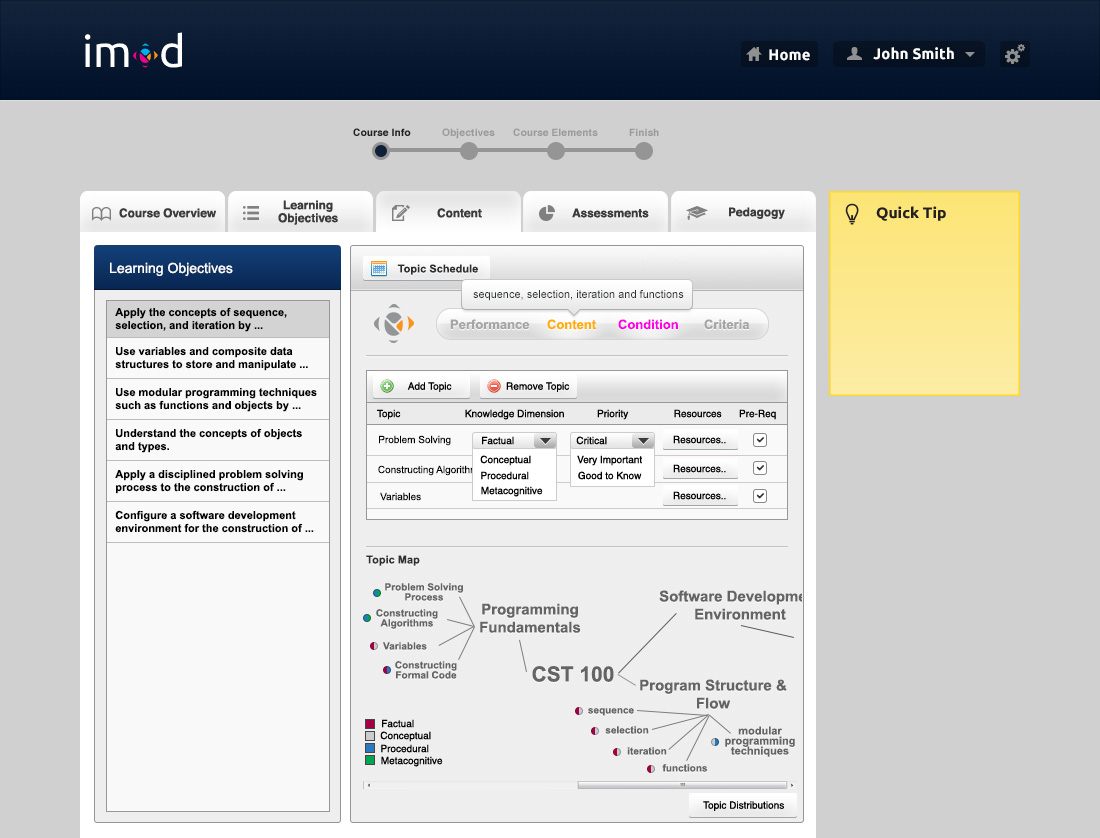 imod
Home
John Smith
Course Info
Objectives
Course Elements
Finish
Course Overview
Learning
Objectives
Content
Assessments
Pedagogy
Quick Tip
Learning Objectives
Apply the concepts of sequence,
selection, and iteration by ...
Use variables and composite data
structures to store and manipulate ...
Use modular programming techniques
such as functions and objects by ...
Understand the concepts of objects
and types.
Apply a disciplined problem solving
process to the construction of ...
Configure a software development
environment for the construction of ...
Topic Schedule
sequence, selection, iteration and functions
Performance
Content
Condition
Criteria
Add Topic
Remove Topic
Topic
Knowledge Dimension
Priority
Resources
Pre-Req
Problem Solving
Factual
Critical
Resources..
Conceptual
Very Important
Constructing Algorithm
Resources..
Procedural
Good to Know
Metacognitive
Variables
Resources..
Topic Map
Problem Solving
Process
Constructing
Algorithms
Variables
Constructing
Formal Code
Programming
Fundamentals
CST 100
Software Developme
Environment
Program Structure &
Flow
sequence
selection
iteration
functions
modular
programming
techniques
Factual
Conceptual
Procedural
Metacognitive
Topic Distributions